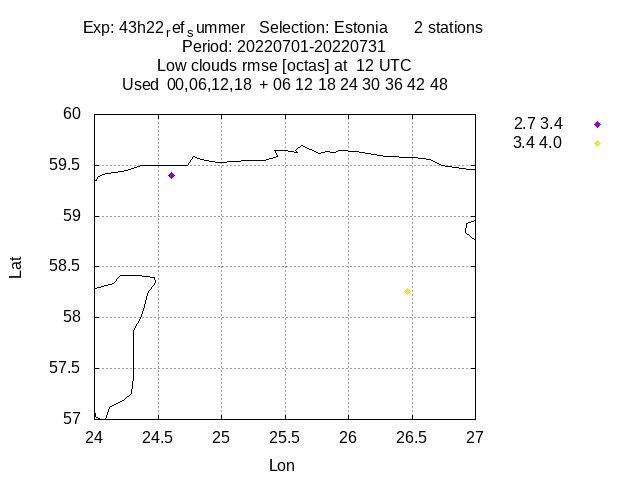 Exp: 43h22ref summer Selection: Estonia 2 stations
Period: 20220701-20220731
Low clouds rmse [octas] at 12 UTC
Used 00,06,12,18 + 06 12 18 24 30 36 42 48
2.7 3.4
3.4 4.0
60
59.5
59
58.5
58
57.5
57
Lat
24 24.5 25 25.5 26 26.5 27
Lon